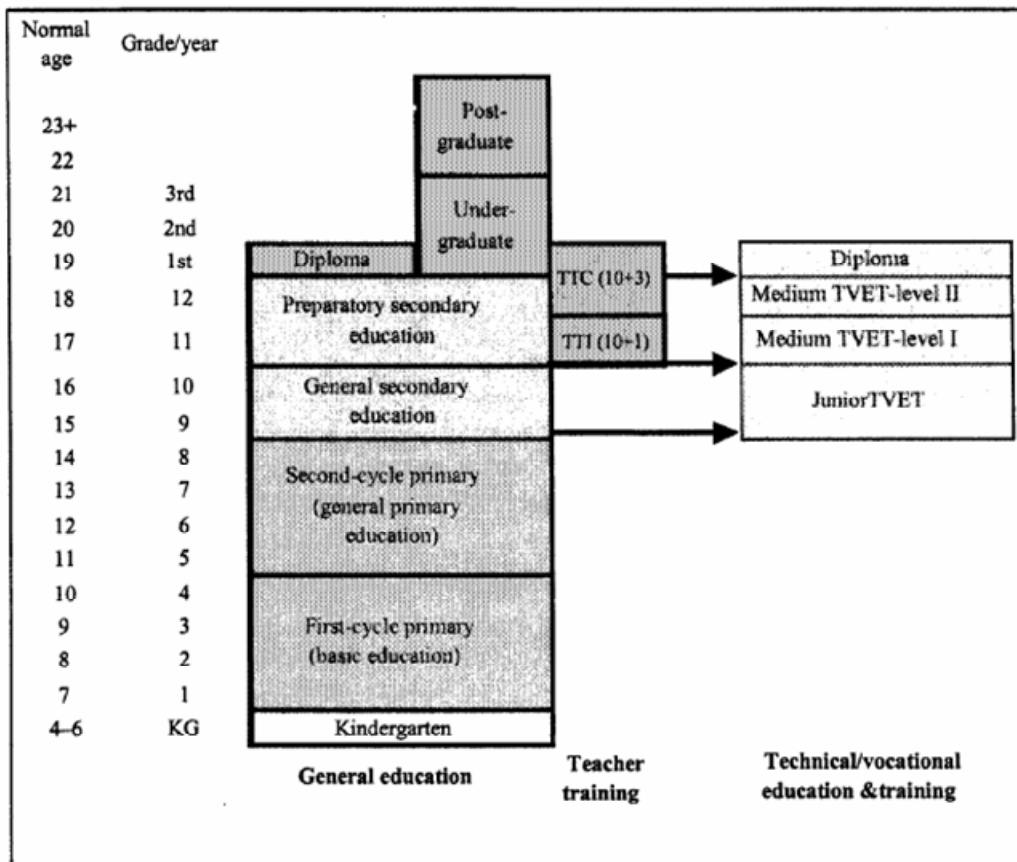 Normal
age
Grade/year
23+
22
21 3rd
20 2nd
19 1st
18 12
17 11
16 10
15 9
14 8
13 7
12 6
11 5
10 4
9 3
8 2
7 1
4–6 KG
Post-
graduate
Under-
graduate
Diploma
Preparatory secondary
education
General secondary
education
Second-cycle primary
(general primary
education)
First-cycle primary
(basic education)
Kindergarten
General education
TTC (10+3)
TTI (10+1)
Teacher
training
Diploma
Medium TVET-level II
Medium TVET-level I
JuniorTVET
Technical/vocational
education &training